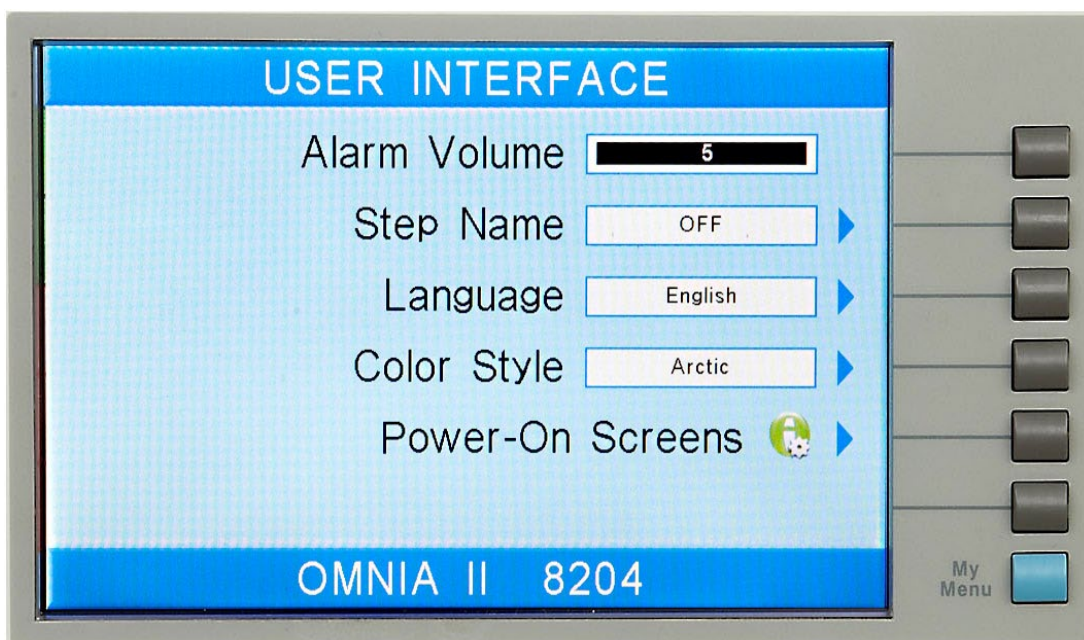 USER INTERFACE
Alarm Volume 5
Step Name OFF
Language English
Color Style Arctic
Power-On Screens
OMNIA II 8204
My
Menu